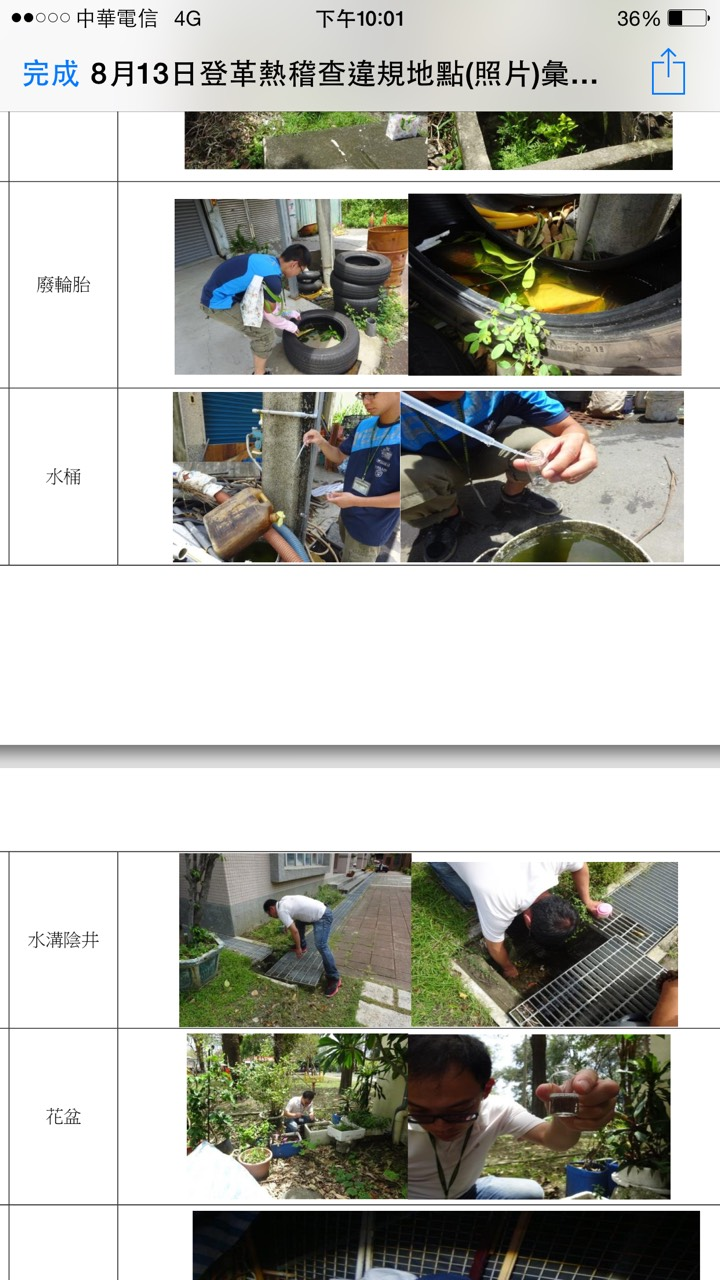 中華電信 4G 下午10:01 36%
完成 8月13日登革熱稽查違規地點(照片)彙...
廢輪胎
水桶
水溝陰井
花盆